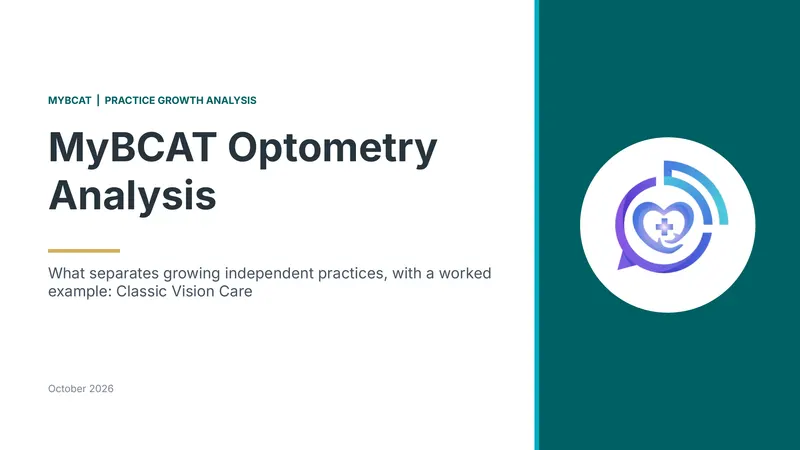 MYBCAT | PRACTICE GROWTH ANALYSIS
MyBCAT Optometry
Analysis
What separates growing independent practices, with a worked
example: Classic Vision Care
October 2026